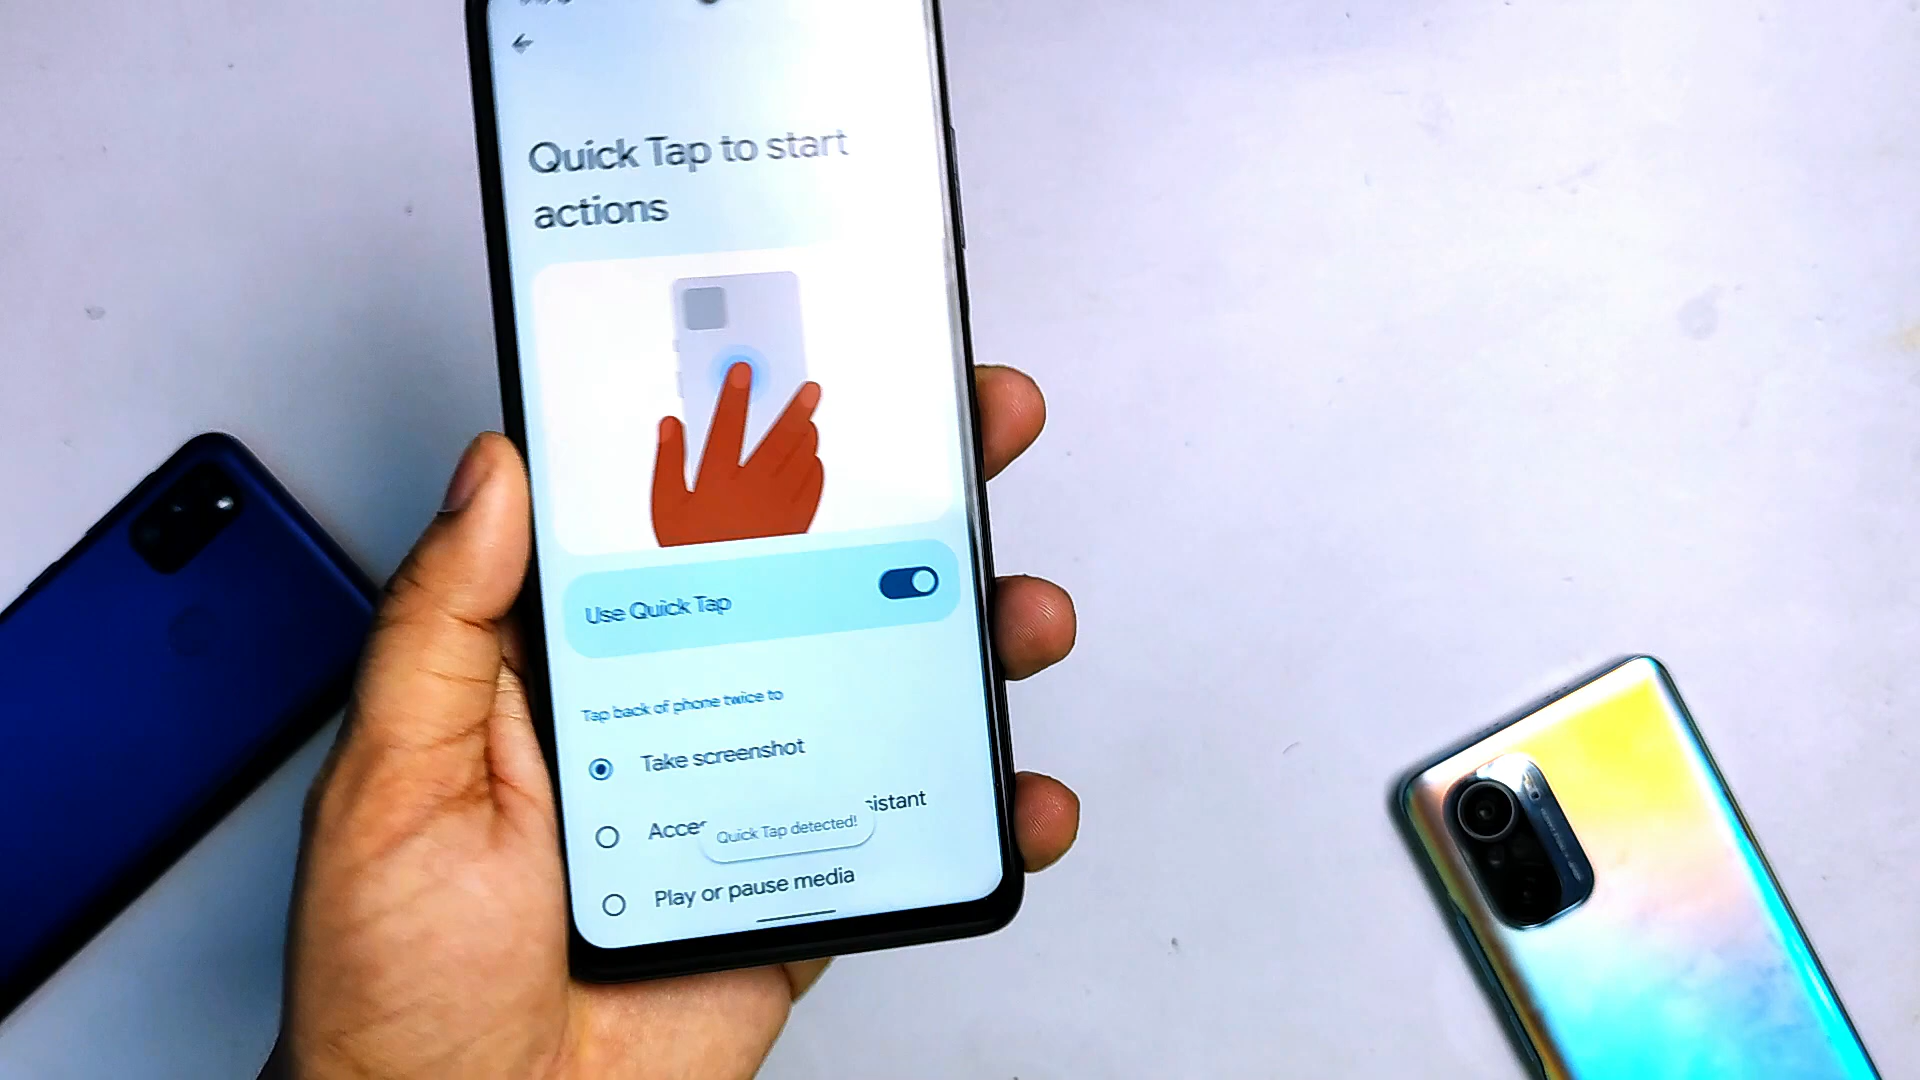 Quick Tap to start
actions
Use Quick Tap
Tap back of phone twice to
Take screenshot
Acce sistant
Quick Tap detected!
Play or pause media